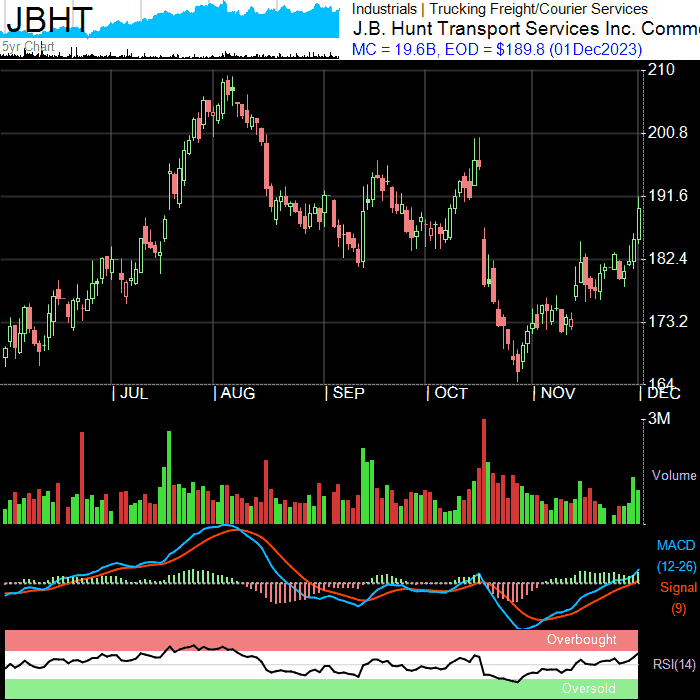 JBHT
5yr Chart
Industrials | Trucking Freight/Courier Services
J.B. Hunt Transport Services Inc. Comm
MC = 19.6B, EOD = $189.8 (01Dec2023)
210
200.8
191.6
182.4
173.2
164
JUL AUG SEP OCT NOV DEC
3M
Volume
MACD
(12-26)
Signal
(9)
Overbought
RSI(14)
Oversold